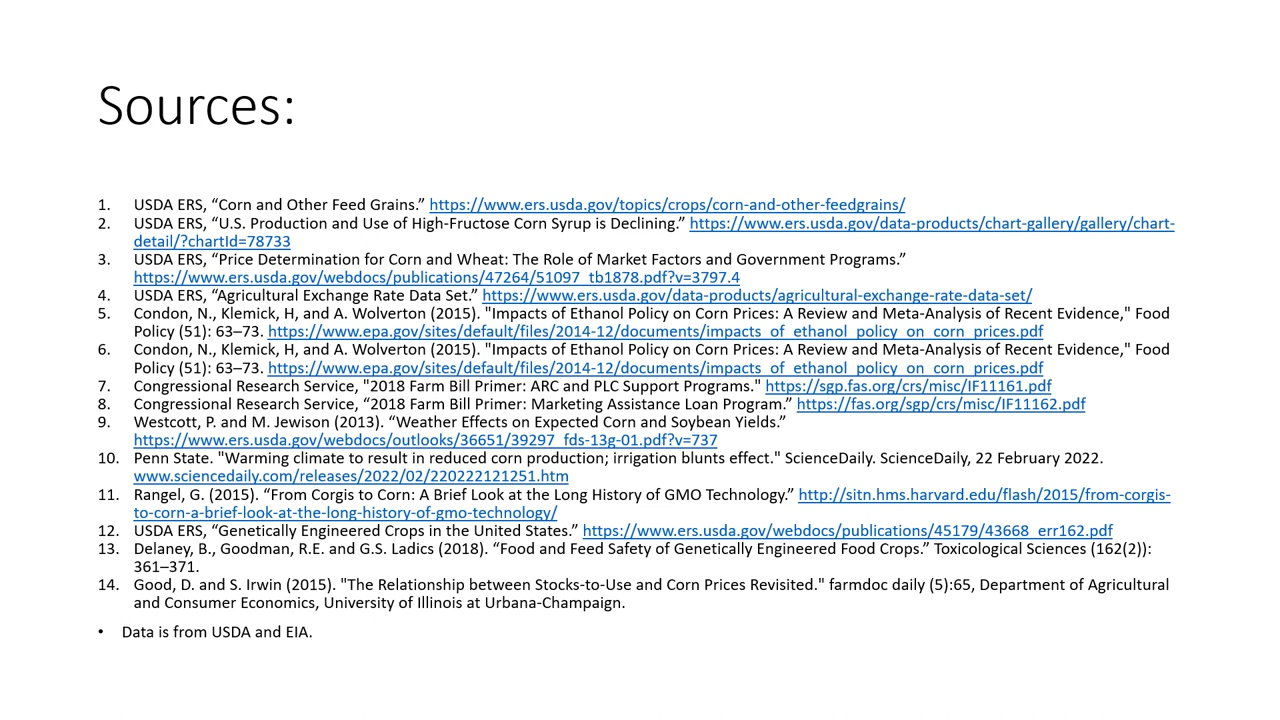 Sources:
1. USDA ERS, “Corn and Other Feed Grains.” https://www.ers.usda.gov/topics/crops/corn-and-other-feedgrains/
2. USDA ERS, “U.S. Production and Use of High-Fructose Corn Syrup is Declining.” https://www.ers.usda.gov/data-products/chart-gallery/gallery/chart-
detail/?chartId=78733
3. USDA ERS, “Price Determination for Corn and Wheat: The Role of Market Factors and Government Programs.”
https://www.ers.usda.gov/webdocs/publications/47264/51097_tb1878.pdf?v=3797.4
4. USDA ERS, “Agricultural Exchange Rate Data Set.” https://www.ers.usda.gov/data-products/agricultural-exchange-rate-data-set/
5. Condon, N., Klemick, H, and A. Wolverton (2015). "Impacts of Ethanol Policy on Corn Prices: A Review and Meta-Analysis of Recent Evidence," Food
Policy (51): 63–73. https://www.epa.gov/sites/default/files/2014-12/documents/impacts_of_ethanol_policy_on_corn_prices.pdf
6. Condon, N., Klemick, H, and A. Wolverton (2015). "Impacts of Ethanol Policy on Corn Prices: A Review and Meta-Analysis of Recent Evidence," Food
Policy (51): 63–73. https://www.epa.gov/sites/default/files/2014-12/documents/impacts_of_ethanol_policy_on_corn_prices.pdf
7. Congressional Research Service, "2018 Farm Bill Primer: ARC and PLC Support Programs." https://sgp.fas.org/crs/misc/IF11161.pdf
8. Congressional Research Service, “2018 Farm Bill Primer: Marketing Assistance Loan Program.” https://fas.org/sgp/crs/misc/IF11162.pdf
9. Westcott, P. and M. Jewison (2013). “Weather Effects on Expected Corn and Soybean Yields.”
https://www.ers.usda.gov/webdocs/outlooks/36651/39297_fds-13g-01.pdf?v=737
10. Penn State. "Warming climate to result in reduced corn production; irrigation blunts effect." ScienceDaily. ScienceDaily, 22 February 2022.
www.sciencedaily.com/releases/2022/02/220222121251.htm
11. Rangel, G. (2015). “From Corgis to Corn: A Brief Look at the Long History of GMO Technology.” http://sitn.hms.harvard.edu/flash/2015/from-corgis-
to-corn-a-brief-look-at-the-long-history-of-gmo-technology/
12. USDA ERS, “Genetically Engineered Crops in the United States.” https://www.ers.usda.gov/webdocs/publications/45179/43668_err162.pdf
13. Delaney, B., Goodman, R.E. and G.S. Ladics (2018). “Food and Feed Safety of Genetically Engineered Food Crops.” Toxicological Sciences (162(2)):
361–371.
14. Good, D. and S. Irwin (2015). "The Relationship between Stocks-to-Use and Corn Prices Revisited." farmdoc daily (5):65, Department of Agricultural
and Consumer Economics, University of Illinois at Urbana-Champaign.
• Data is from USDA and EIA.